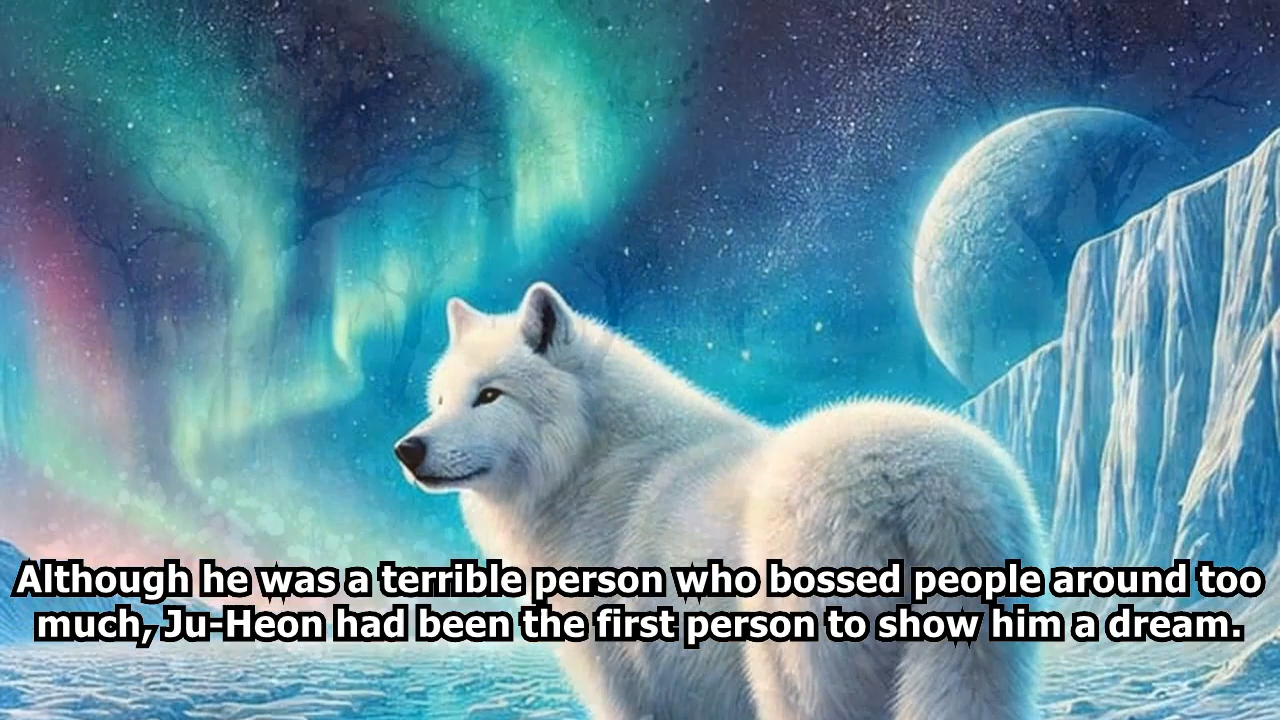 Although he was a terrible person who bossed people around too
much, Ju-Heon had been the first person to show him a dream.